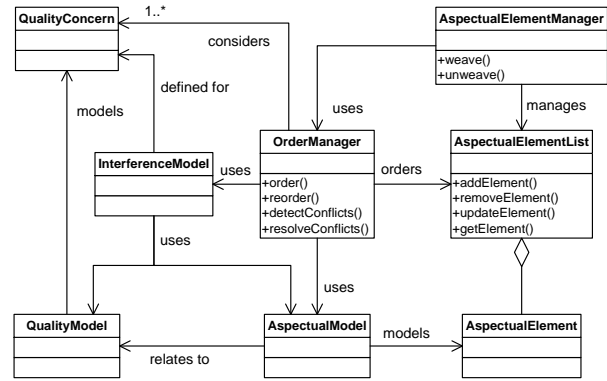 QualityConcern
1..*
considers
AspectualElementManager
+weave()
+unweave()
models
defined for
uses
manages
InterferenceModel
uses
OrderManager
+order()
+reorder()
+detectConflicts()
+resolveConflicts()
orders
AspectualElementList
+addElement()
+removeElement()
+updateElement()
+getElement()
uses
uses
QualityModel
relates to
AspectualModel
models
AspectualElement